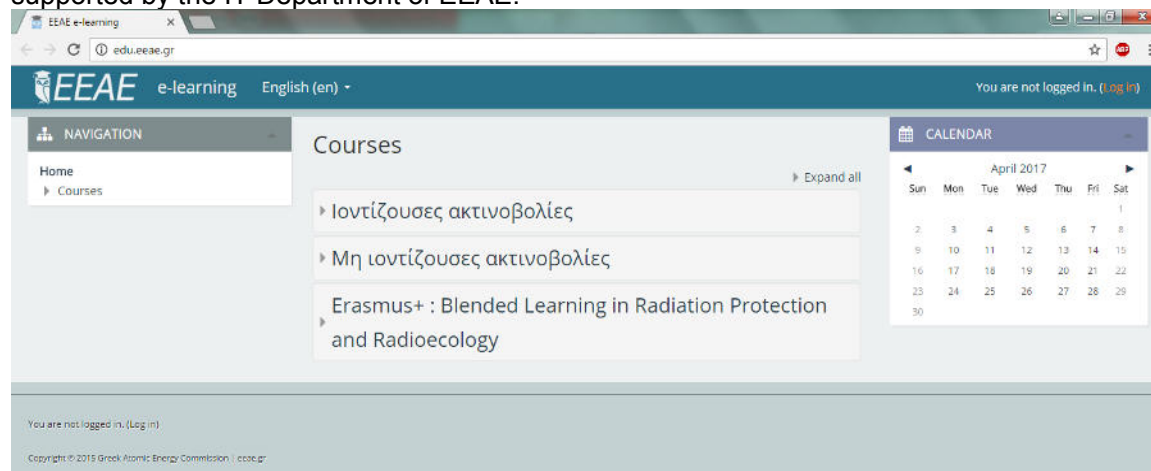 supported by the IT Department of EEAE.
EEAE e-learning
edu.eeae.gr
ABP
EEAE e-learning English (en)
You are not logged in. (Log in)
NAVIGATION
Home
Courses
Courses
Expand all
Ιοντίζουσες ακτινοβολίες
Μη ιοντίζουσες ακτινοβολίες
Erasmus+ : Blended Learning in Radiation Protection
and Radioecology
CALENDAR
April 2017
Sun Mon Tue Wed Thu Fri Sat
1
2 3 4 5 6 7 8
9 10 11 12 13 14 15
16 17 18 19 20 21 22
23 24 25 26 27 28 29
30
You are not logged in. (Log in)
Copyright © 2015 Greek Atomic Energy Commission | eeae.gr